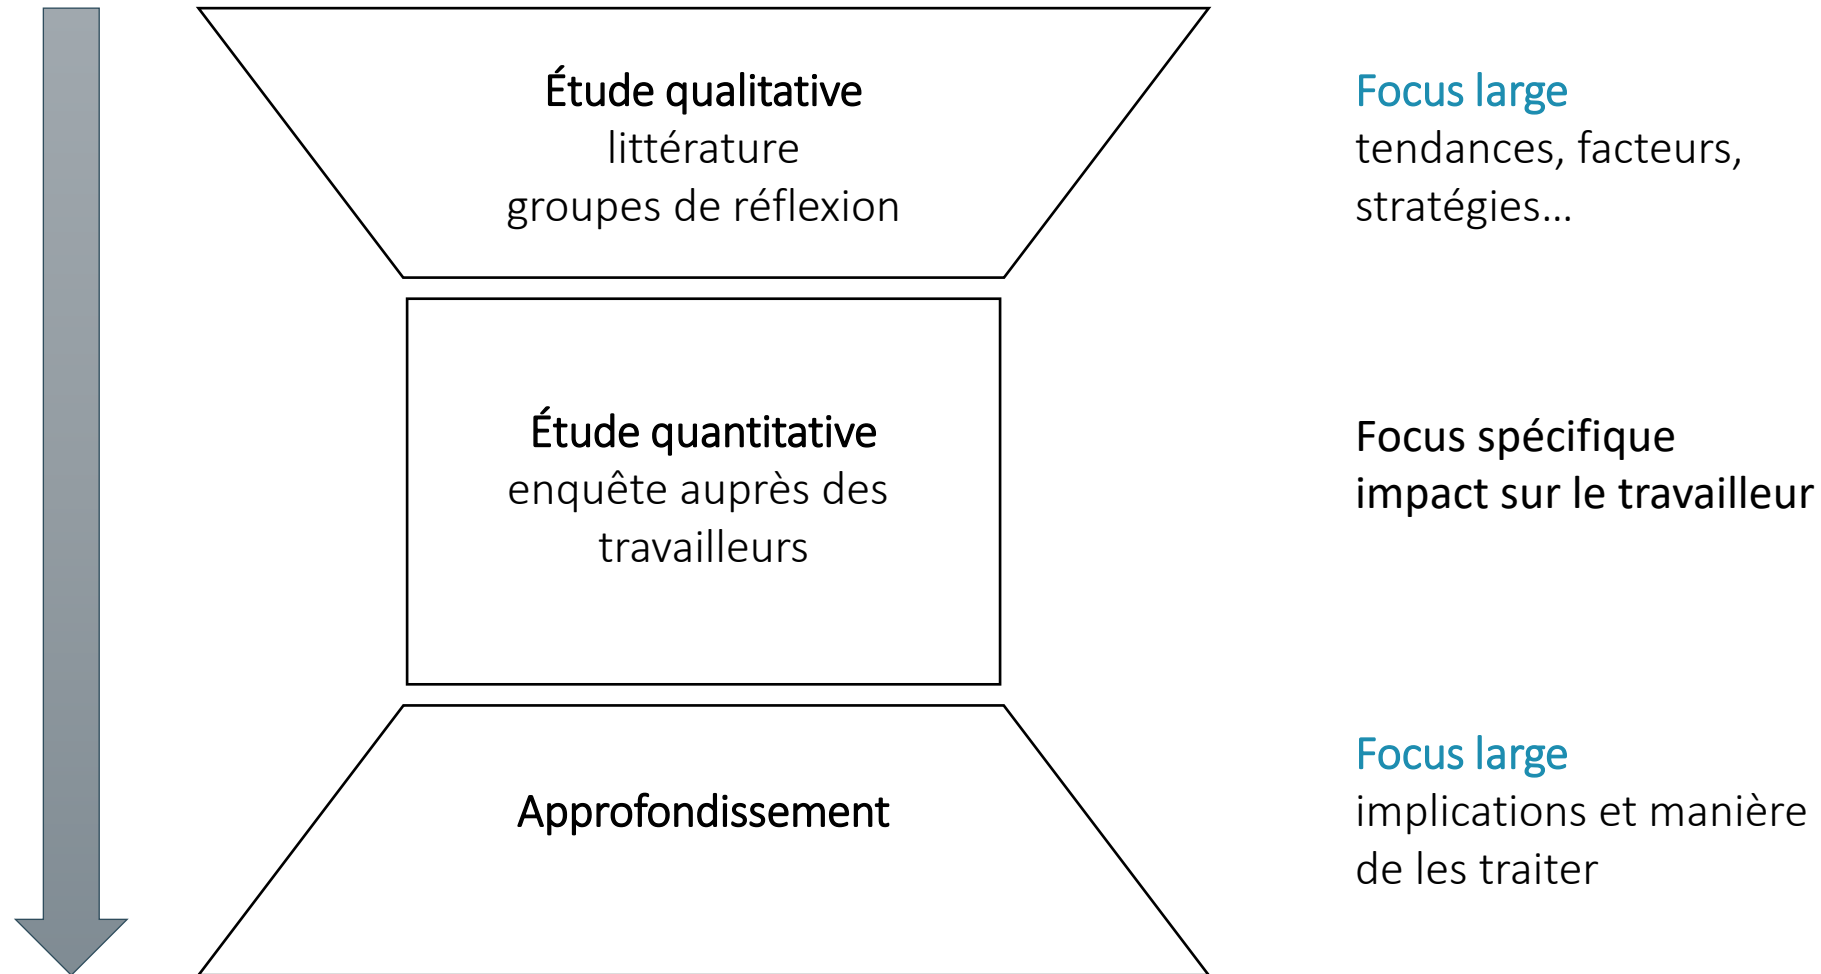 Étude qualitative
littérature
groupes de réflexion
Focus large
tendances, facteurs,
stratégies…
Étude quantitative
enquête auprès des
travailleurs
Focus spécifique
impact sur le travailleur
Approfondissement
Focus large
implications et manière
de les traiter